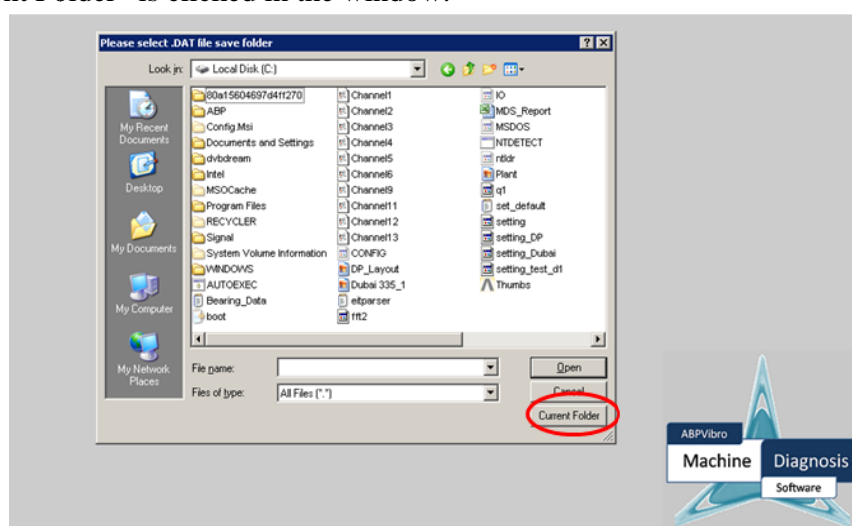 Please select .DAT file save folder
Look in: Local Disk (C:)
My Recent Documents
Desktop
My Documents
My Computer
My Network Places
80a15604697d4ff270
ABP
Config.Msi
Documents and Settings
dvbdream
Intel
MSOCache
Program Files
RECYCLER
Signal
System Volume Information
WINDOWS
AUTOEXEC
Bearing_Data
boot
Channel1
Channel2
Channel3
Channel4
Channel5
Channel6
Channel9
Channel11
Channel12
Channel13
CONFIG
DP_Layout
Dubai 335_1
eitparser
fft2
IO
MDS_Report
MSDOS
NTDETECT
ntldr
Plant
q1
set_default
setting
setting_DP
setting_Dubai
setting_test_d1
Thumbs
File name:
Open
Files of type: All Files (*.*)
Cancel
Current Folder
ABPVibro
Machine Diagnosis
Software